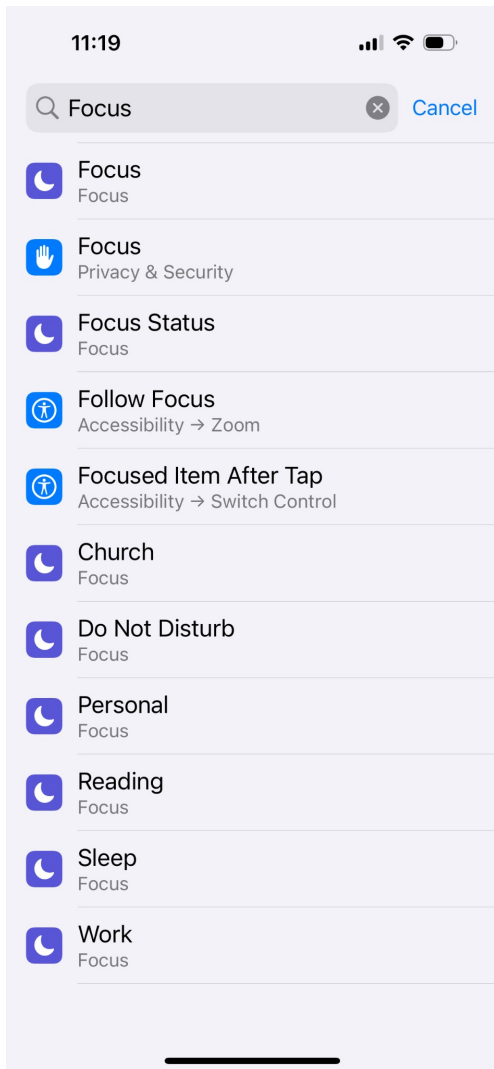 11:19
Focus
Cancel
Focus
Focus
Focus
Privacy & Security
Focus Status
Focus
Follow Focus
Accessibility → Zoom
Focused Item After Tap
Accessibility → Switch Control
Church
Focus
Do Not Disturb
Focus
Personal
Focus
Reading
Focus
Sleep
Focus
Work
Focus